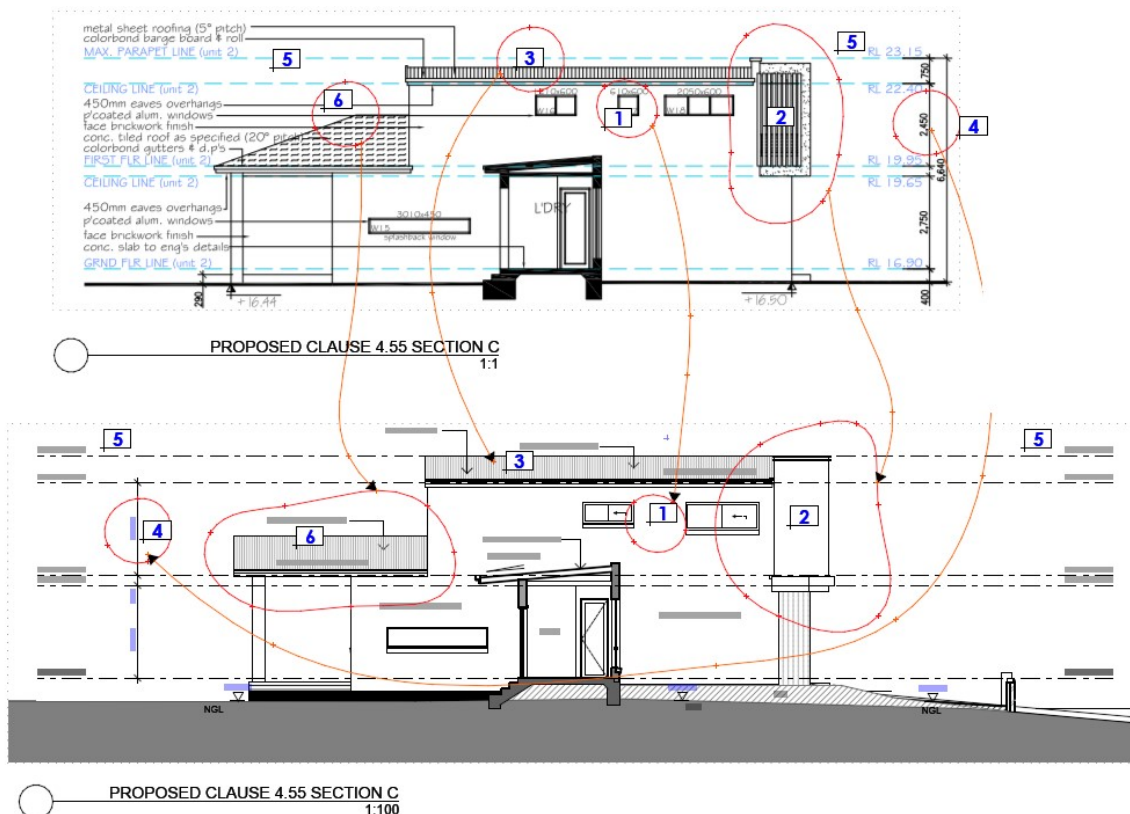 metal sheet roofing (5° pitch)
colorbond barge board & roll
MAX. PARAPET LINE (unit 2)
5
3
5
RL 23.15
750
CEILING LINE (unit 2)
RL 22.40
450mm eaves overhangs
6
610x600
2050x600
p'coated alum. windows
W16
W18
1
2
4
face brickwork finish
2,450
conc. tiled roof as specified (20° pitch)
colorbond gutters & d.p's
FIRST FLR LINE (unit 2)
RL 19.95
CEILING LINE (unit 2)
RL 19.65
6,640
450mm eaves overhangs
L'DRY
p'coated alum. windows
3010x450
2,750
W15
face brickwork finish
splashback window
conc. slab to eng's details
GRND FLR LINE (unit 2)
RL 16.90
290
+16.44
+16.50
400
PROPOSED CLAUSE 4.55 SECTION C
1:1
5
5
3
1
2
4
6
NGL
NGL
PROPOSED CLAUSE 4.55 SECTION C
1:100